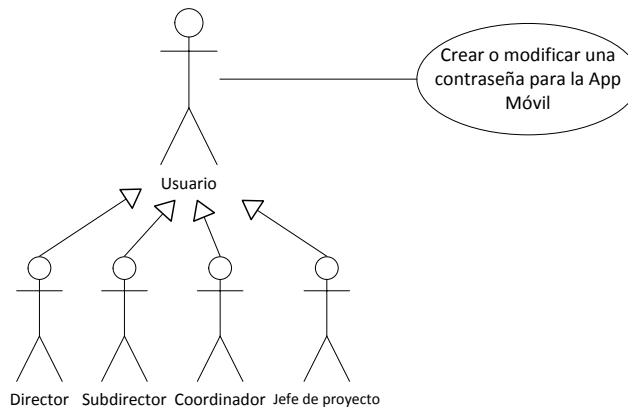 Crear o modificar una
contraseña para la App
Móvil
Usuario
Director Subdirector Coordinador Jefe de proyecto